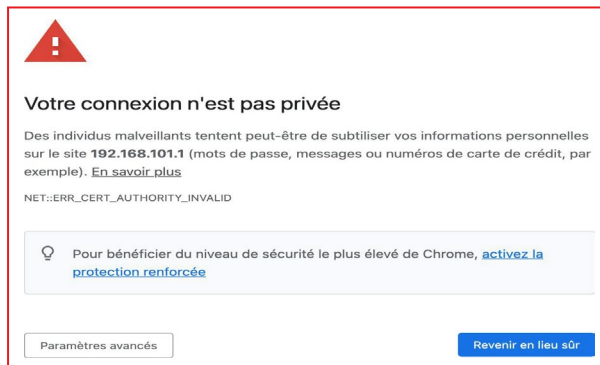 Votre connexion n'est pas privée
Des individus malveillants tentent peut-être de subtiliser vos informations personnelles
sur le site 192.168.101.1 (mots de passe, messages ou numéros de carte de crédit, par
exemple). En savoir plus
NET::ERR_CERT_AUTHORITY_INVALID
Pour bénéficier du niveau de sécurité le plus élevé de Chrome, activez la
protection renforcée
Paramètres avancés
Revenir en lieu sûr